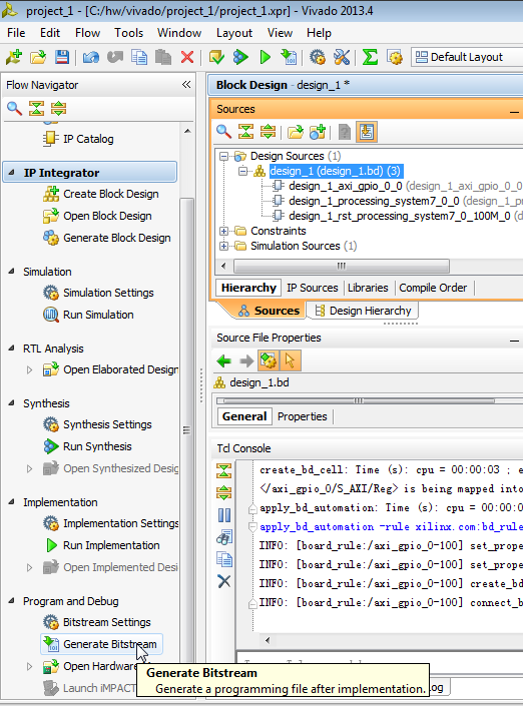 project_1 - [C:/hw/vivado/project_1/project_1.xpr] - Vivado 2013.4
File Edit Flow Tools Window Layout View Help
Default Layout
Flow Navigator
IP Catalog
IP Integrator
Create Block Design
Open Block Design
Generate Block Design
Simulation
Simulation Settings
Run Simulation
RTL Analysis
Open Elaborated Design
Synthesis
Synthesis Settings
Run Synthesis
Open Synthesized Desig
Implementation
Implementation Settings
Run Implementation
Open Implemented Desi
Program and Debug
Bitstream Settings
Generate Bitstream
Open Hardware
Launch iMPACT
Block Design - design_1 *
Sources
Design Sources (1)
design_1 (design_1.bd) (3)
design_1_axi_gpio_0_0 (design_1_axi_gpio_0
design_1_processing_system7_0_0 (design_1_p
design_1_rst_processing_system7_0_100M_0 (d
Constraints
Simulation Sources (1)
Hierarchy IP Sources Libraries Compile Order
Sources Design Hierarchy
Source File Properties
design_1.bd
General Properties
Tcl Console
create_bd_cell: Time (s): cpu = 00:00:03 ; e
</axi_gpio_0/S_AXI/Reg> is being mapped into
apply_bd_automation: Time (s): cpu = 00:00:0
apply_bd_automation -rule xilinx.com:bd_rule
INFO: [board_rule:/axi_gpio_0-100] set_prope
INFO: [board_rule:/axi_gpio_0-100] set_prope
INFO: [board_rule:/axi_gpio_0-100] create_bd
INFO: [board_rule:/axi_gpio_0-100] connect_b
Generate Bitstream
Generate a programming file after implementation.
og